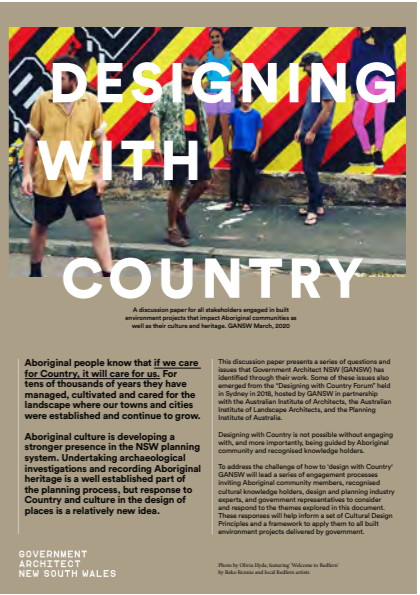 DESIGNING
WITH
COUNTRY
A discussion paper for all stakeholders engaged in built
environment projects that impact Aboriginal communities as
well as their culture and heritage. GANSW March, 2020
Aboriginal people know that if we care
for Country, it will care for us. For
tens of thousands of years they have
managed, cultivated and cared for the
landscape where our towns and cities
were established and continue to grow.
Aboriginal culture is developing a
stronger presence in the NSW planning
system. Undertaking archaeological
investigations and recording Aboriginal
heritage is a well established part of
the planning process, but response to
Country and culture in the design of
places is a relatively new idea.
This discussion paper presents a series of questions and
issues that Government Architect NSW (GANSW) has
identified through their work. Some of these issues also
emerged from the "Designing with Country Forum" held
in Sydney in 2018, hosted by GANSW in partnership
with the Australian Institute of Architects, the Australian
Institute of Landscape Architects, and the Planning
Institute of Australia.
Designing with Country is not possible without engaging
with, and more importantly, being guided by Aboriginal
community and recognised knowledge holders.
To address the challenge of how to 'design with Country'
GANSW will lead a series of engagement processes
inviting Aboriginal community members, recognised
cultural knowledge holders, design and planning industry
experts, and government representatives to consider
and respond to the themes explored in this document.
These responses will help inform a set of Cultural Design
Principles and a framework to apply them to all built
environment projects delivered by government.
GOVERNMENT
ARCHITECT
NEW SOUTH WALES
Photo by Olivia Hyde, featuring 'Welcome to Redfern'
by Reko Rennie and local Redfern artists